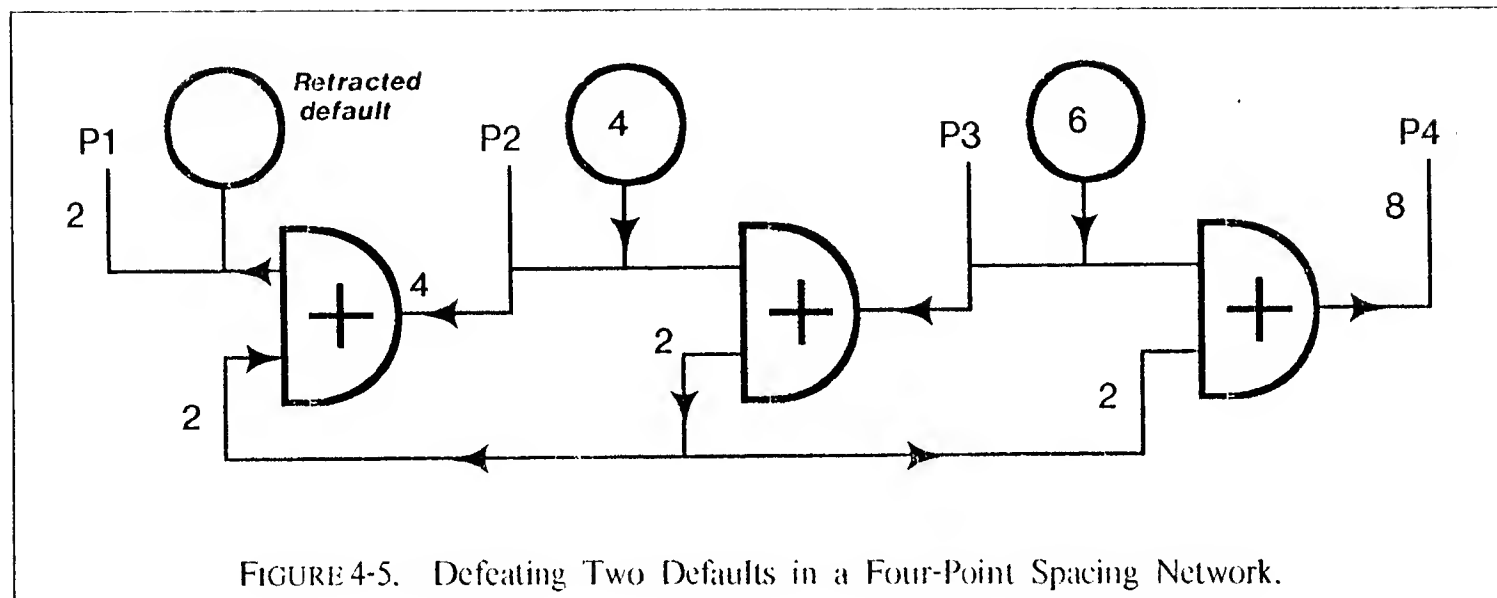 Retracted
default
P1
P2
4
P3
6
P4
2
8
4
2
2
2
FIGURE 4-5. Defeating Two Defaults in a Four-Point Spacing Network.